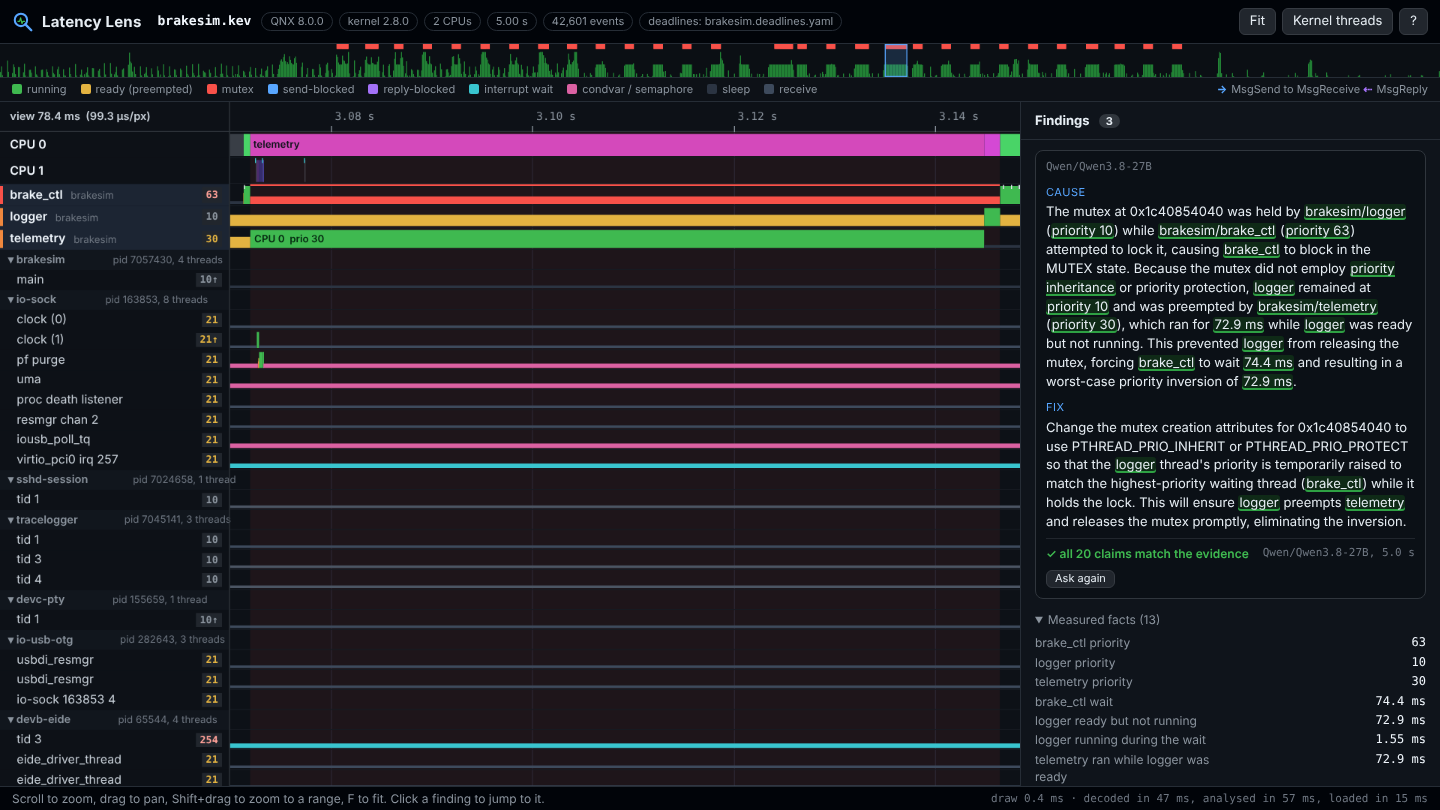 Latency Lens brakesim.kev QNX 8.0.0 kernel 2.8.0 2 CPUs 5.00 s 42,601 events deadlines: brakesim.deadlines.yaml Fit Kernel threads ?
running ready (preempted) mutex send-blocked reply-blocked interrupt wait condvar / semaphore sleep receive → MsgSend to MsgReceive ← MsgReply
view 78.4 ms (99.3 µs/px) 3.08 s 3.10 s 3.12 s 3.14 s
CPU 0 telemetry
CPU 1
brake_ctl brakesim 63
logger brakesim 10
telemetry brakesim 30 CPU 0 prio 30
▾ brakesim pid 7057430, 4 threads
main 10↑
▾ io-sock pid 163853, 8 threads
clock (0) 21
clock (1) 21↑
pf purge 21
uma 21
proc death listener 21
resmgr chan 2 21
iousb_poll_tq 21
virtio_pci0 irq 257 21
▾ sshd-session pid 7024658, 1 thread
tid 1 10
▾ tracelogger pid 7045141, 3 threads
tid 1 10
tid 3 10
tid 4 10
▾ devc-pty pid 155659, 1 thread
tid 1 10↑
▾ io-usb-otg pid 282643, 3 threads
usbdi_resmgr 21
usbdi_resmgr 21
io-sock 163853 4 21
▾ devb-eide pid 65544, 4 threads
tid 3 254
eide_driver_thread 21
eide_driver_thread 21
Findings 3
Qwen/Qwen3.8-27B
CAUSE
The mutex at 0x1c40854040 was held by brakesim/logger
(priority 10) while brakesim/brake_ctl (priority 63)
attempted to lock it, causing brake_ctl to block in the
MUTEX state. Because the mutex did not employ priority
inheritance or priority protection, logger remained at
priority 10 and was preempted by brakesim/telemetry
(priority 30), which ran for 72.9 ms while logger was ready
but not running. This prevented logger from releasing the
mutex, forcing brake_ctl to wait 74.4 ms and resulting in a
worst-case priority inversion of 72.9 ms.
FIX
Change the mutex creation attributes for 0x1c40854040 to
use PTHREAD_PRIO_INHERIT or PTHREAD_PRIO_PROTECT
so that the logger thread's priority is temporarily raised to
match the highest-priority waiting thread (brake_ctl) while it
holds the lock. This will ensure logger preempts telemetry
and releases the mutex promptly, eliminating the inversion.
✓ all 20 claims match the evidence Qwen/Qwen3.8-27B, 5.0 s
Ask again
▼ Measured facts (13)
brake_ctl priority 63
logger priority 10
telemetry priority 30
brake_ctl wait 74.4 ms
logger ready but not running 72.9 ms
logger running during the wait 1.55 ms
telemetry ran while logger was 72.9 ms
ready
Scroll to zoom, drag to pan, Shift+drag to zoom to a range, F to fit. Click a finding to jump to it. draw 0.4 ms · decoded in 47 ms, analysed in 57 ms, loaded in 15 ms